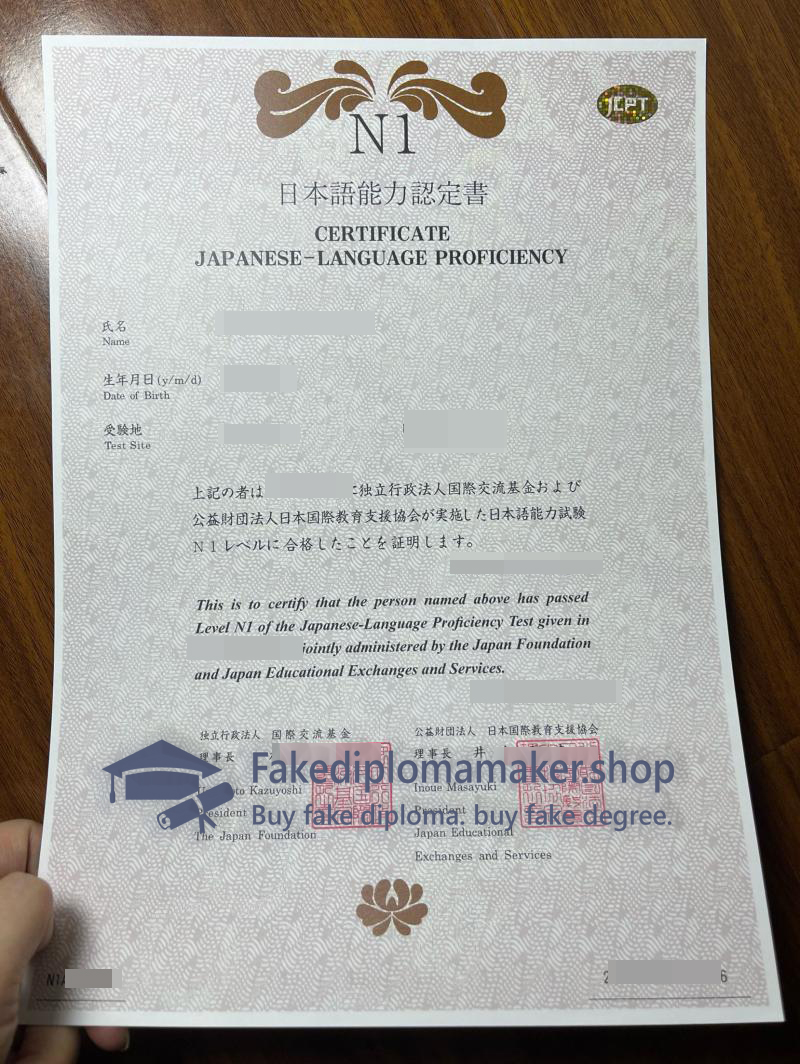 JCPT
N1
日本語能力認定書
CERTIFICATE
JAPANESE-LANGUAGE PROFICIENCY
氏名
Name
生年月日(y/m/d)
Date of Birth
受験地
Test Site
上記の者は に独立行政法人国際交流基金および
公益財団法人日本国際教育支援協会が実施した日本語能力試験
N1レベルに合格したことを証明します。
This is to certify that the person named above has passed
Level N1 of the Japanese-Language Proficiency Test given in
jointly administered by the Japan Foundation
and Japan Educational Exchanges and Services.
独立行政法人 国際交流基金
理事長
Kazuyoshi
President
The Japan Foundation
公益財団法人 日本国際教育支援協会
理事長 井
Inoue Masayuki
President
Japan Educational
Exchanges and Services
Fakediplomamaker.shop
Buy fake diploma. buy fake degree.
N1A
2 6